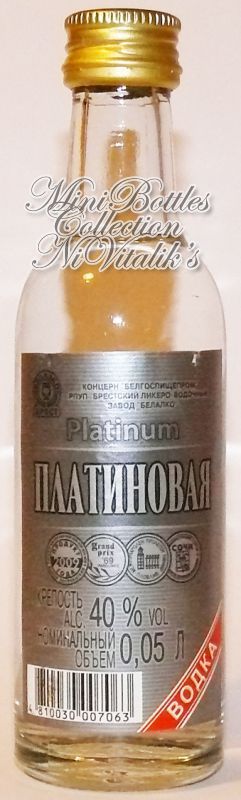 Mini Bottles
Collection
NiVitalik's
БРЕСТ
КОНЦЕРН БЕЛГОСПИЩЕПРОМ
РПУП БРЕСТСКИЙ ЛИКЕРО ВОДОЧНЫЙ
ЗАВОД БЕЛАЛКО
Platinum
ПЛАТИНОВАЯ
2009
grand
prix
СОЧИ
КРЕПОСТЬ
ALC. 40 % VOL
НОМИНАЛЬНЫЙ
ОБЪЕМ 0,05 Л
ВОДКА
4 810030 007063